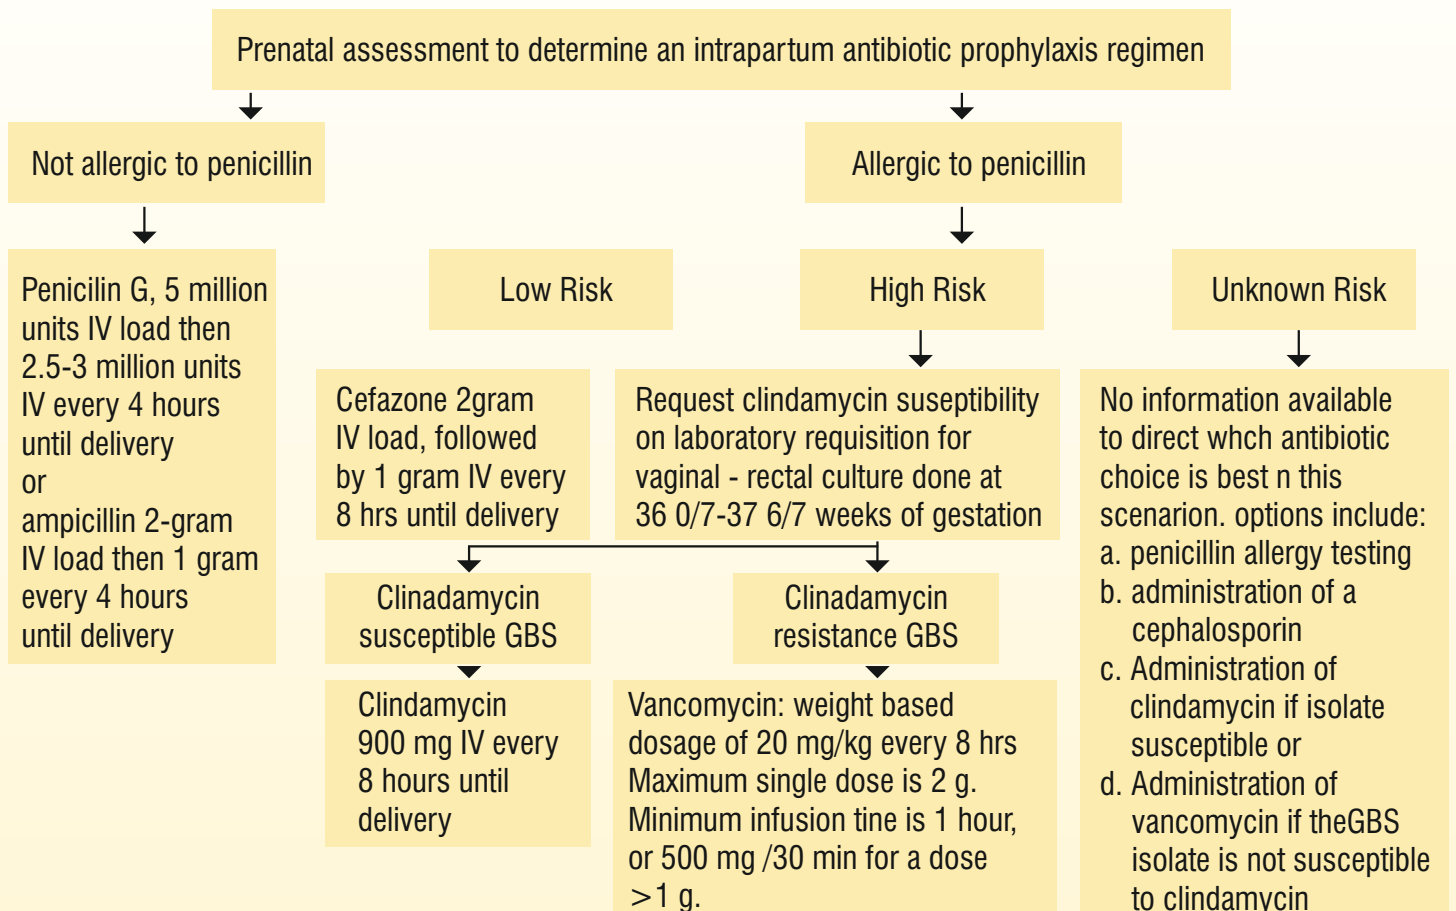 Prenatal assessment to determine an intrapartum antibiotic prophylaxis regimen
Not allergic to penicillin
Allergic to penicillin
Penicilin G, 5 million
units IV load then
2.5-3 million units
IV every 4 hours
until delivery
or
ampicillin 2-gram
IV load then 1 gram
every 4 hours
until delivery
Low Risk
High Risk
Unknown Risk
Cefazone 2gram
IV load, followed
by 1 gram IV every
8 hrs until delivery
Request clindamycin suseptibility
on laboratory requisition for
vaginal - rectal culture done at
36 0/7-37 6/7 weeks of gestation
No information available
to direct whch antibiotic
choice is best n this
scenarion. options include:
a. penicillin allergy testing
b. administration of a
cephalosporin
c. Administration of
clindamycin if isolate
susceptible or
d. Administration of
vancomycin if theGBS
isolate is not susceptible
to clindamycin
Clinadamycin
susceptible GBS
Clinadamycin
resistance GBS
Clindamycin
900 mg IV every
8 hours until
delivery
Vancomycin: weight based
dosage of 20 mg/kg every 8 hrs
Maximum single dose is 2 g.
Minimum infusion tine is 1 hour,
or 500 mg /30 min for a dose
>1 g.